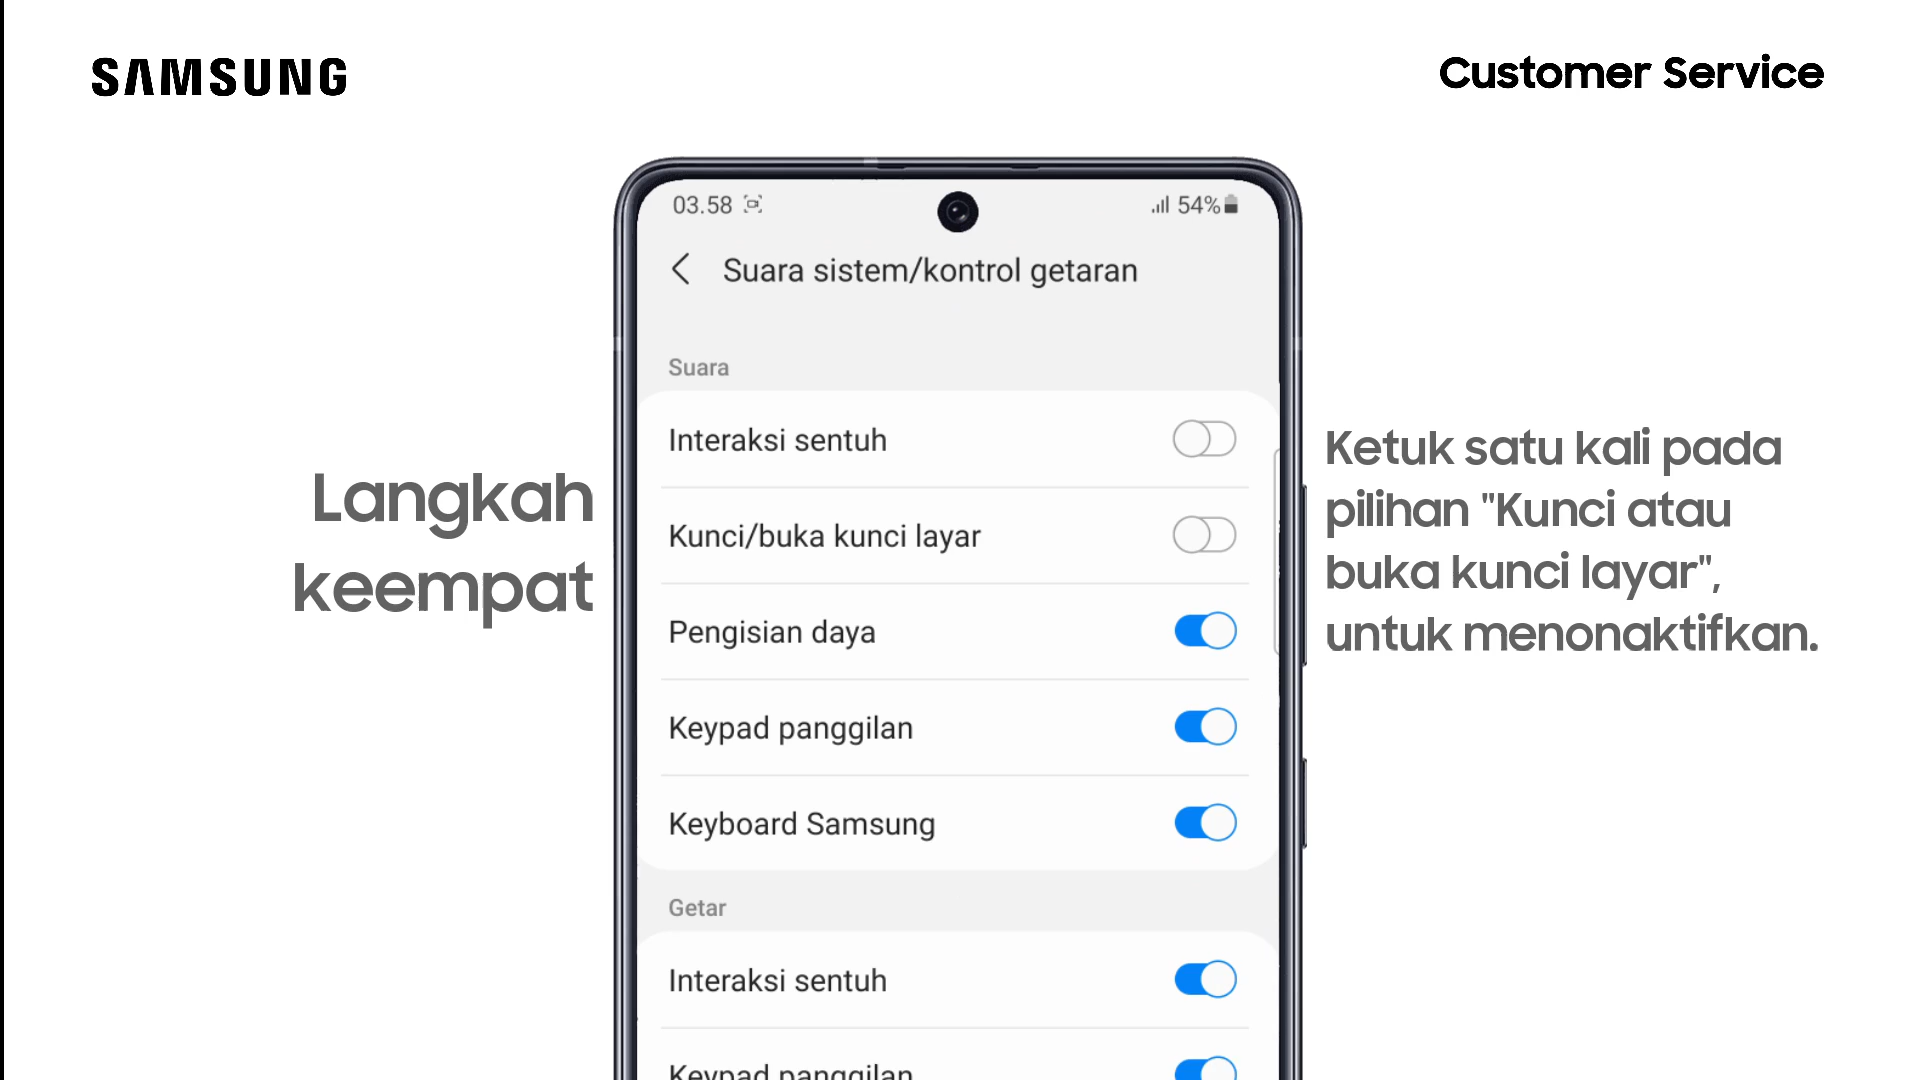 SAMSUNG
Customer Service
03.58
54%
Suara sistem/kontrol getaran
Suara
Interaksi sentuh
Kunci/buka kunci layar
Pengisian daya
Keypad panggilan
Keyboard Samsung
Getar
Interaksi sentuh
Keypad panggilan
Langkah
keempat
Ketuk satu kali pada
pilihan "Kunci atau
buka kunci layar",
untuk menonaktifkan.